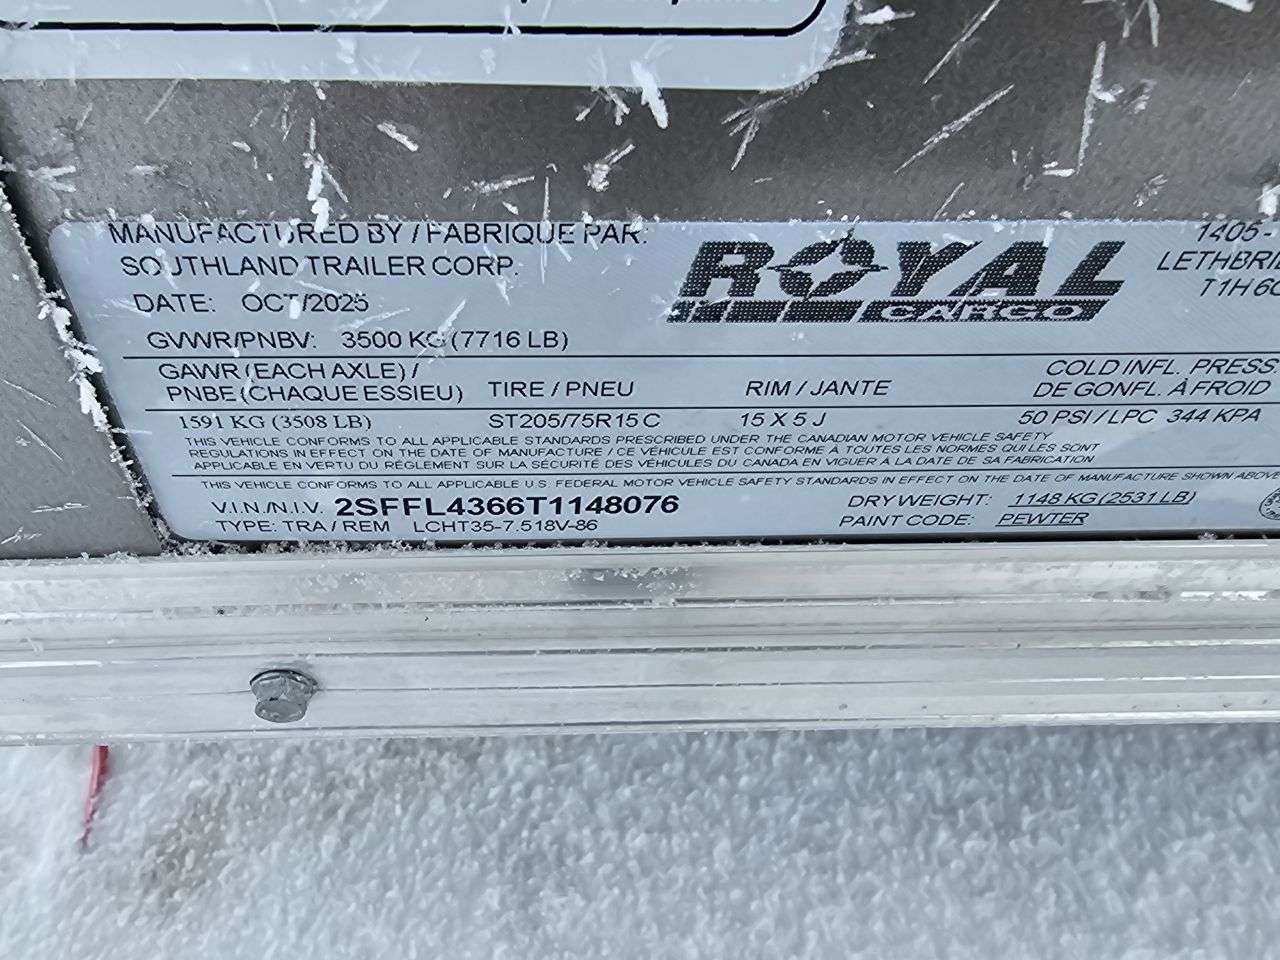 MANUFACTURED BY / FABRIQUE PAR:
SOUTHLAND TRAILER CORP.
DATE: OCT/2025
GVWR/PNBV: 3500 KG (7716 LB)
ROYAL
CARGO
1405 -
T1H
GAWR (EACH AXLE) /
PNBE (CHAQUE ESSIEU) TIRE / PNEU RIM / JANTE
COLD INFL. PRESS
DE GONFL. À FROID
1591 KG (3508 LB) ST205/75R15 C 15 X 5 J 50 PSI / LPC 344 KPA
THIS VEHICLE CONFORMS TO ALL APPLICABLE STANDARDS PRESCRIBED UNDER THE CANADIAN MOTOR VEHICLE SAFETY
REGULATIONS IN EFFECT ON THE DATE OF MANUFACTURE / CE VÉHICULE EST CONFORME À TOUTES LES NORMES QUI LES SONT
APPLICABLE EN VERTU DU RÉGLEMENT SUR LA SÉCURITÉ DES VÉHICULES DU CANADA EN VIGUER À LA DATE DE SA FABRICATION
THIS VEHICLE CONFORMS TO ALL APPLICABLE U.S. FEDERAL MOTOR VEHICLE SAFETY STANDARDS IN EFFECT ON THE DATE OF MANUFACTURE SHOWN ABOVE
V.I.N./N.I.V. 2SFFL4366T1148076 DRY WEIGHT: 1148 KG (2531 LB)
TYPE: TRA / REM LCHT35-7.518V-86 PAINT CODE: PEWTER